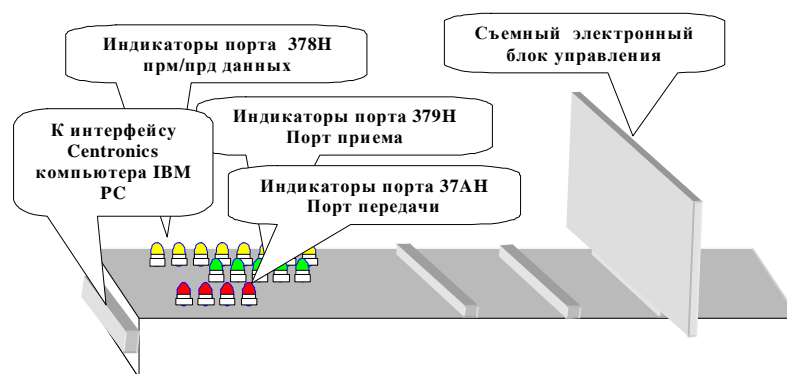 Индикаторы порта 378Н
прм/прд данных
Съемный электронный
блок управления
К интерфейсу
Centronics
компьютера IBM
PC
Индикаторы порта 379Н
Порт приема
Индикаторы порта 37АН
Порт передачи